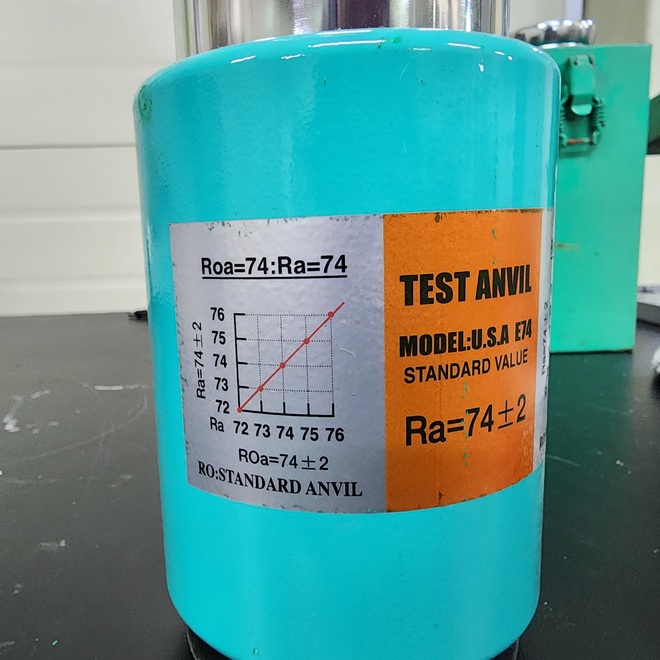 Roa=74:Ra=74
Ra=74±2
76
75
74
73
72
Ra 72 73 74 75 76
ROa=74±2
RO:STANDARD ANVIL
TEST ANVIL
MODEL:U.S.A E74
STANDARD VALUE
Ra=74±2